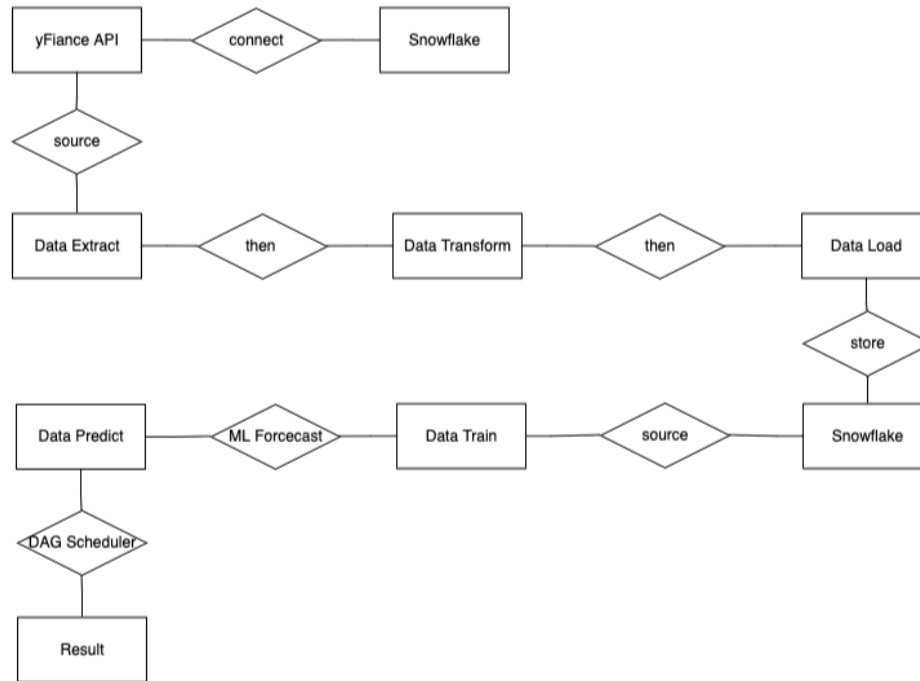 yFiance API
connect
Snowflake
source
Data Extract
then
Data Transform
then
Data Load
store
Data Predict
ML Forcecast
Data Train
source
Snowflake
DAG Scheduler
Result